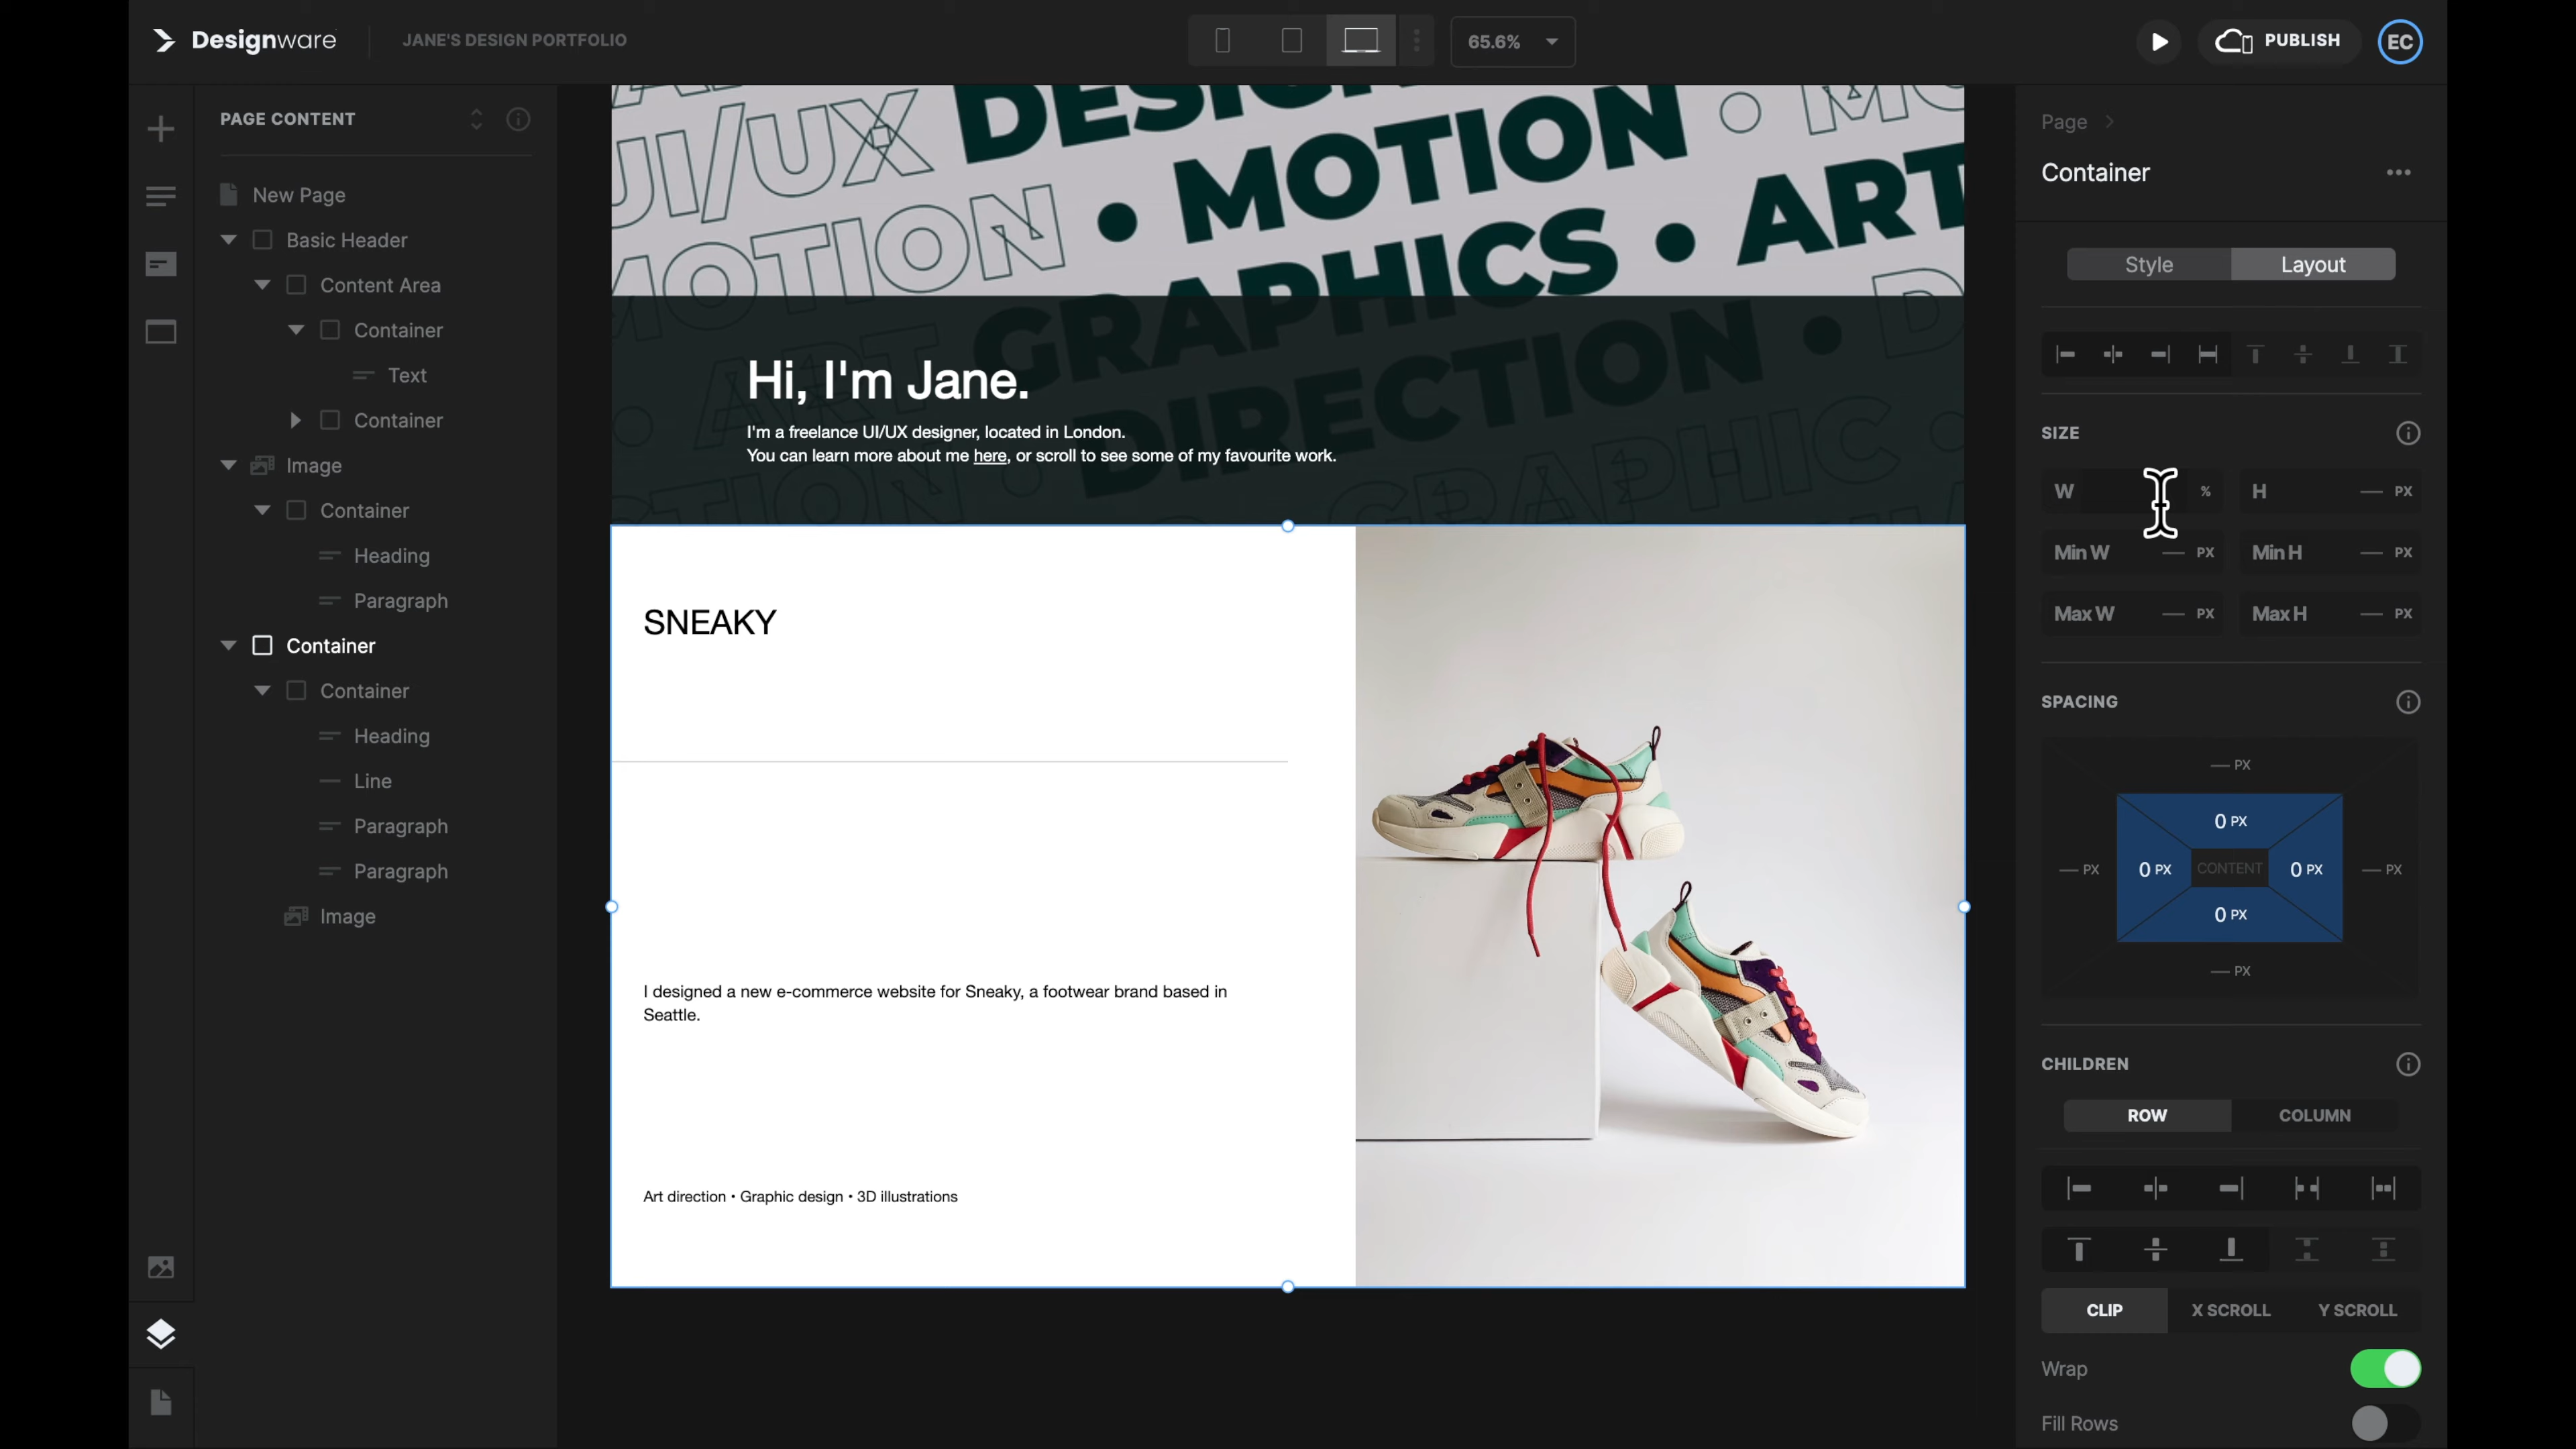 Designware
JANE'S DESIGN PORTFOLIO
65.6%
PUBLISH
EC
PAGE CONTENT
New Page
Basic Header
Content Area
Container
Text
Container
Image
Container
Heading
Paragraph
Container
Container
Heading
Line
Paragraph
Paragraph
Image
UI/UX DESIGN
MOTION • MOTION
GRAPHICS • ART
ART DIRECTION •
GRAPHIC
Hi, I'm Jane.
I'm a freelance UI/UX designer, located in London.
You can learn more about me here, or scroll to see some of my favourite work.
SNEAKY
I designed a new e-commerce website for Sneaky, a footwear brand based in
Seattle.
Art direction • Graphic design • 3D illustrations
Page
Container
Style Layout
SIZE
W % H — PX
Min W — PX Min H — PX
Max W — PX Max H — PX
SPACING
— PX
0 PX
— PX 0 PX CONTENT 0 PX — PX
0 PX
— PX
CHILDREN
ROW COLUMN
CLIP X SCROLL Y SCROLL
Wrap
Fill Rows